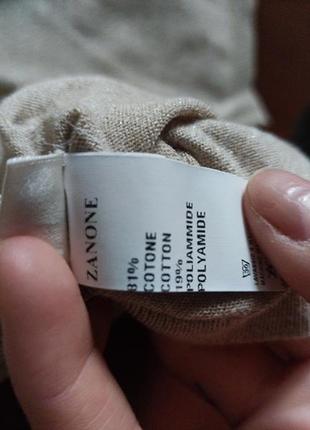 ZANONE
81%
COTONE
COTTON
19%
POLIAMMIDE
POLYAMIDE